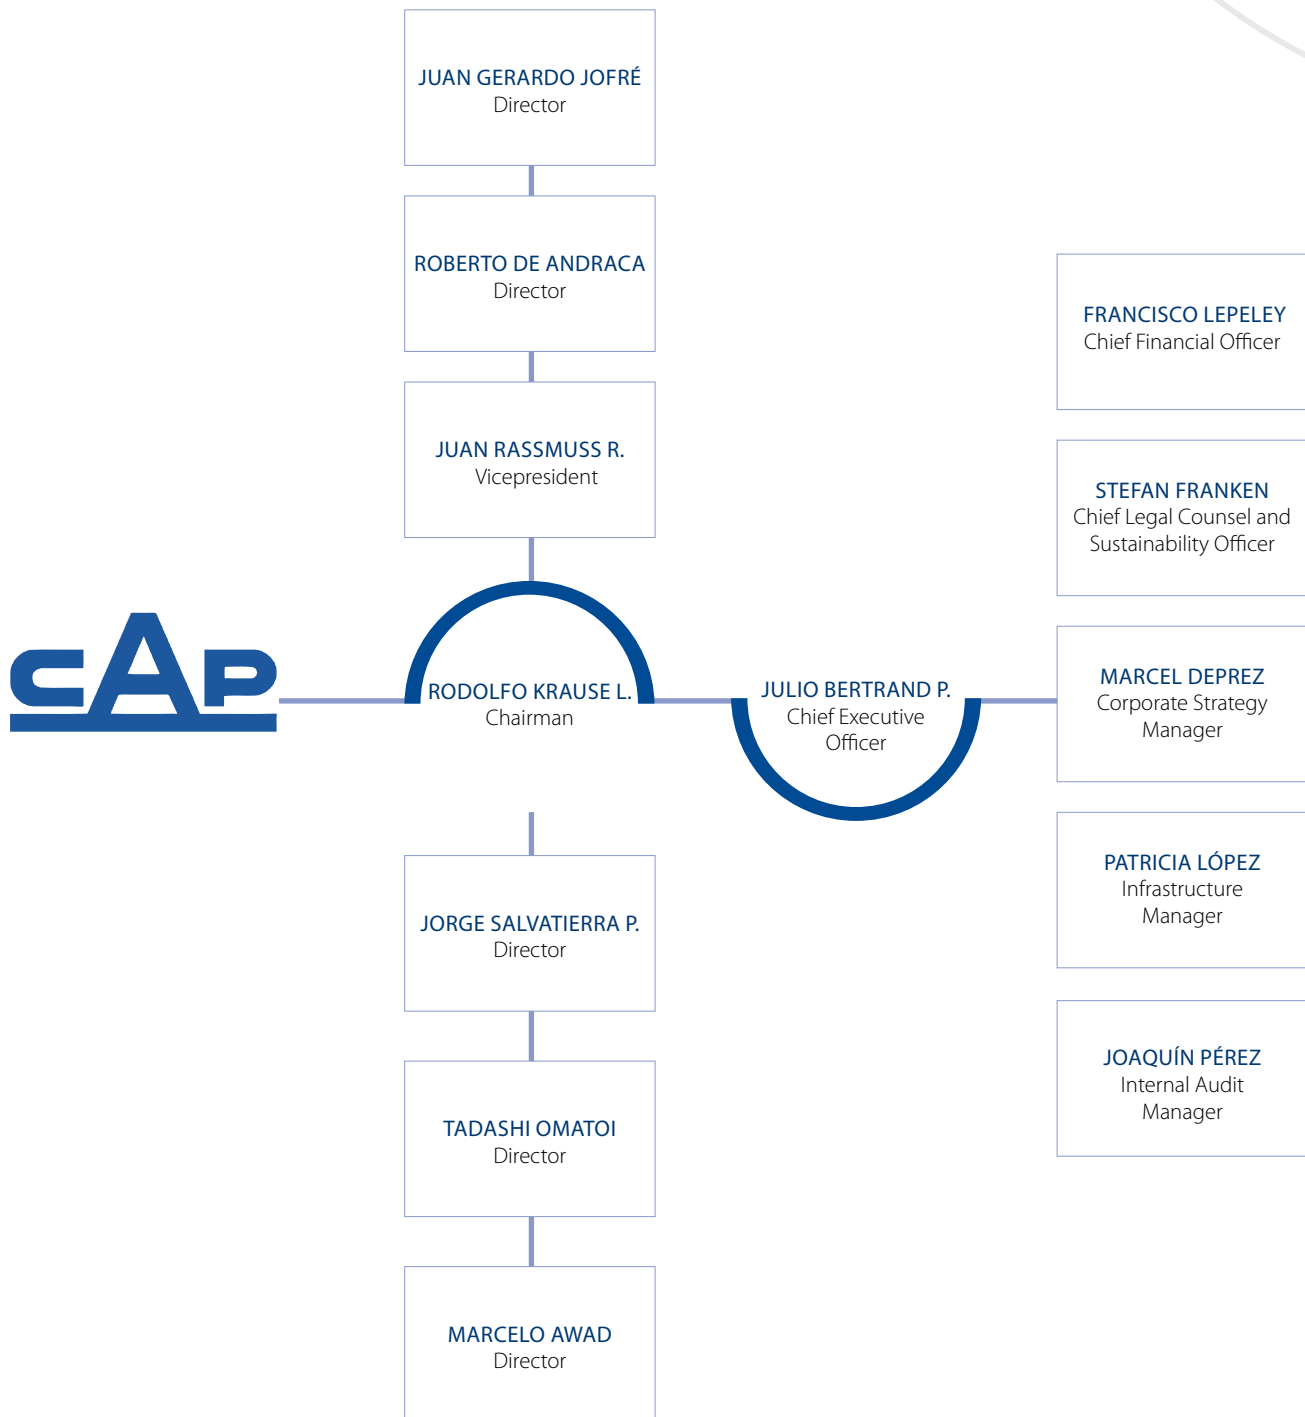 JUAN GERARDO JOFRÉ
Director
ROBERTO DE ANDRACA
Director
JUAN RASSMUSS R.
Vicepresident
CAP
RODOLFO KRAUSE L.
Chairman
JULIO BERTRAND P.
Chief Executive
Officer
JORGE SALVATIERRA P.
Director
TADASHI OMATOI
Director
MARCELO AWAD
Director
FRANCISCO LEPELEY
Chief Financial Officer
STEFAN FRANKEN
Chief Legal Counsel and
Sustainability Officer
MARCEL DEPREZ
Corporate Strategy
Manager
PATRICIA LÓPEZ
Infrastructure
Manager
JOAQUÍN PÉREZ
Internal Audit
Manager